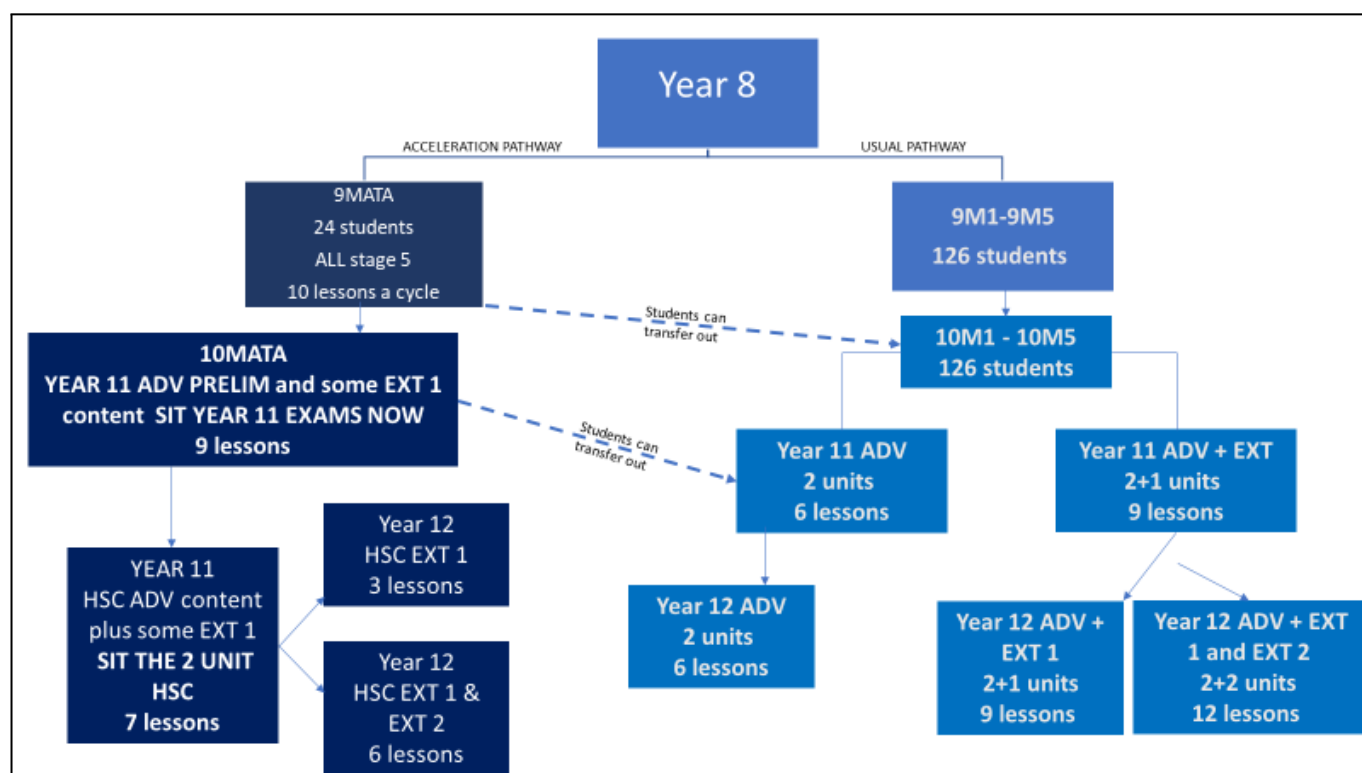 Year 8
ACCELERATION PATHWAY
USUAL PATHWAY
9MATA
24 students
ALL stage 5
10 lessons a cycle
9M1-9M5
126 students
Students can
transfer out
10M1 - 10M5
126 students
10MATA
YEAR 11 ADV PRELIM and some EXT 1
content SIT YEAR 11 EXAMS NOW
9 lessons
Students can
transfer out
Year 11 ADV
2 units
6 lessons
Year 11 ADV + EXT
2+1 units
9 lessons
YEAR 11
HSC ADV content
plus some EXT 1
SIT THE 2 UNIT
HSC
7 lessons
Year 12
HSC EXT 1
3 lessons
Year 12
HSC EXT 1 &
EXT 2
6 lessons
Year 12 ADV
2 units
6 lessons
Year 12 ADV +
EXT 1
2+1 units
9 lessons
Year 12 ADV + EXT
1 and EXT 2
2+2 units
12 lessons